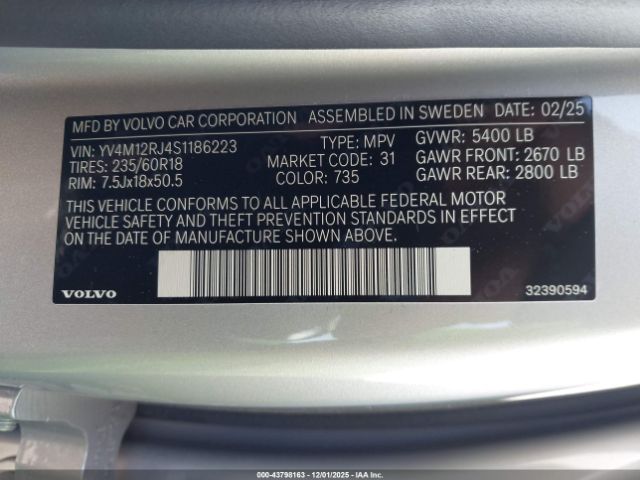 MFD BY VOLVO CAR CORPORATION ASSEMBLED IN SWEDEN DATE: 02/25
VIN: YV4M12RJ4S1186223 TYPE: MPV GVWR: 5400 LB
TIRES: 235/60R18 MARKET CODE: 31 GAWR FRONT: 2670 LB
RIM: 7.5Jx18x50.5 COLOR: 735 GAWR REAR: 2800 LB
THIS VEHICLE CONFORMS TO ALL APPLICABLE FEDERAL MOTOR
VEHICLE SAFETY AND THEFT PREVENTION STANDARDS IN EFFECT
ON THE DATE OF MANUFACTURE SHOWN ABOVE.
VOLVO 32390594
000-43798163 • 12/01/2025 • IAAI.com